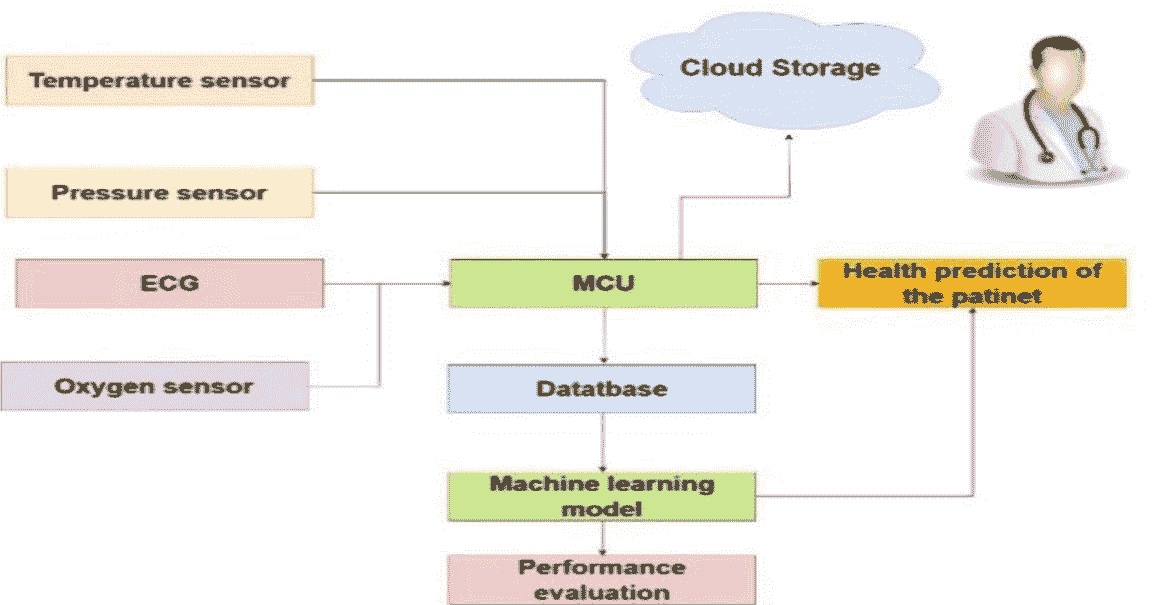 Temperature sensor
Cloud Storage
Pressure sensor
ECG
MCU
Health prediction of
the patinet
Oxygen sensor
Datatbase
Machine learning
model
Performance
evaluation